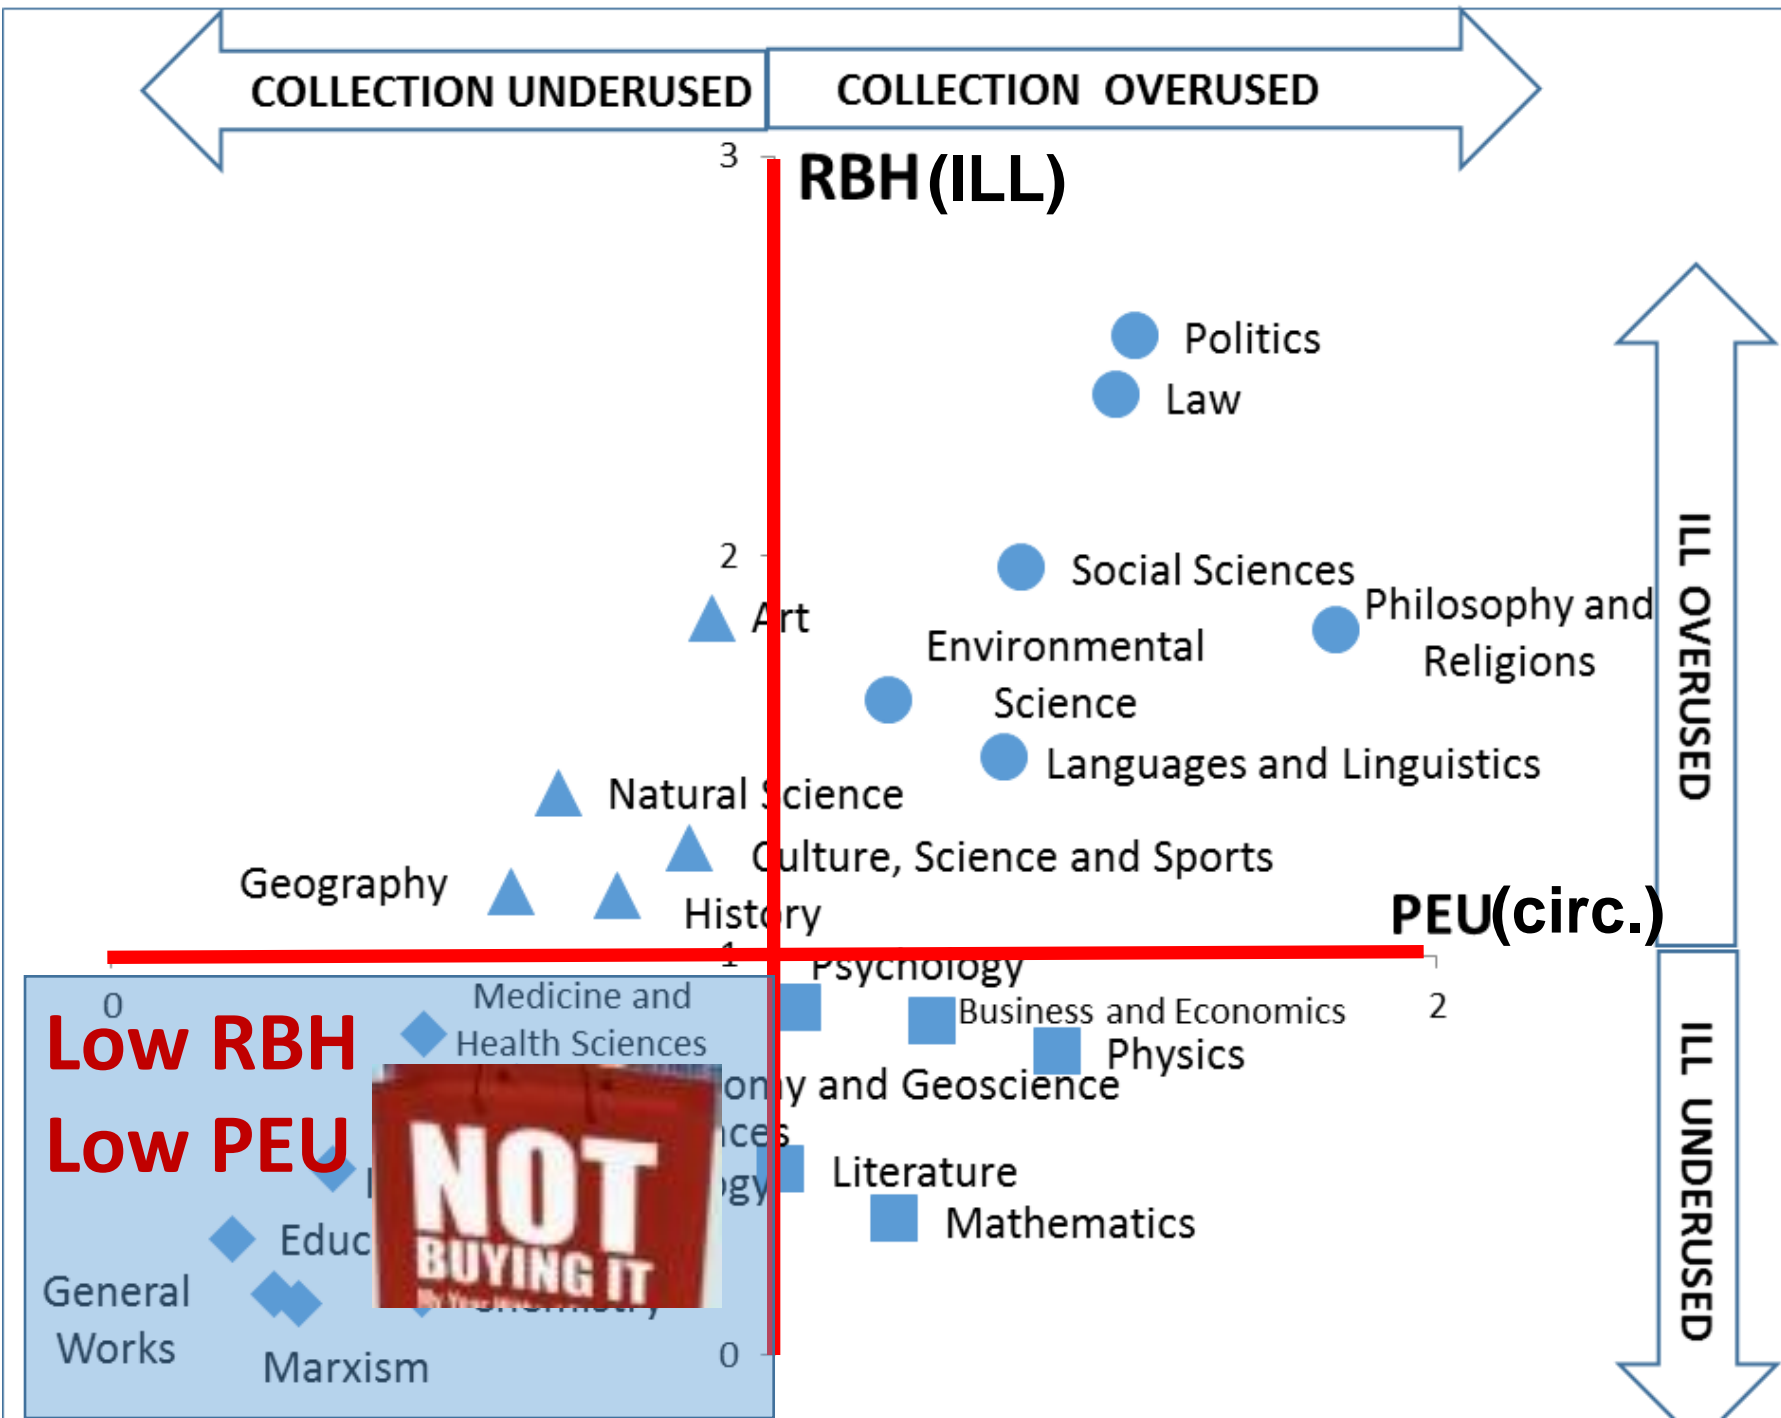 COLLECTION UNDERUSED
COLLECTION OVERUSED
3
RBH (ILL)
Politics
Law
2
Social Sciences
Art
Philosophy and
Religions
Environmental
Science
Languages and Linguistics
Natural Science
Culture, Science and Sports
Geography
History
PEU(circ.)
ILL OVERUSED
1
Psychology
0
2
Medicine and
Health Sciences
Business and Economics
Physics
Low RBH
Low PEU
and Geoscience
Literature
Mathematics
NOT
BUYING IT
General
Works
Marxism
0
ILL UNDERUSED